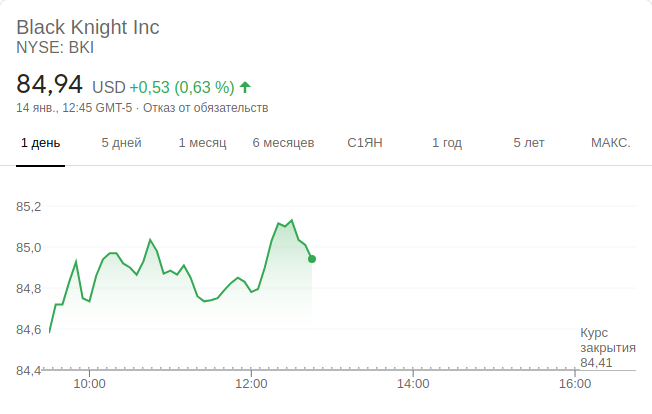 Black Knight Inc
NYSE: BKI
84,94 USD +0,53 (0,63 %)
14 янв., 12:45 GMT-5 · Отказ от обязательств
1 день 5 дней 1 месяц 6 месяцев С1ЯН 1 год 5 лет МАКС.
85,2
85,0
84,8
84,6
84,4
Курс
закрытия
84,41
10:00 12:00 14:00 16:00